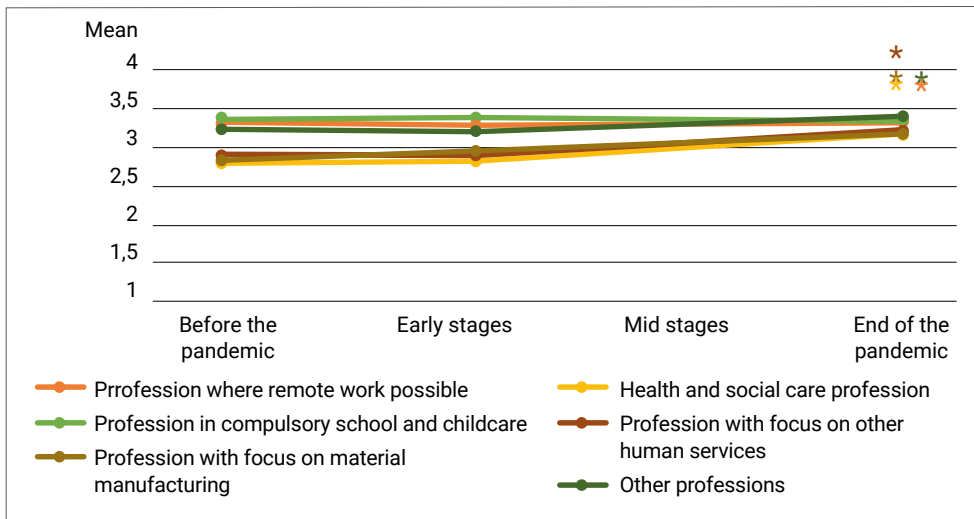 Mean
4
3,5
3
2,5
2
1,5
1
Before the
pandemic
Early stages
Mid stages
End of the
pandemic
Prrofession where remote work possible
Profession in compulsory school and childcare
Profession with focus on material
manufacturing
Health and social care profession
Profession with focus on other
human services
Other professions